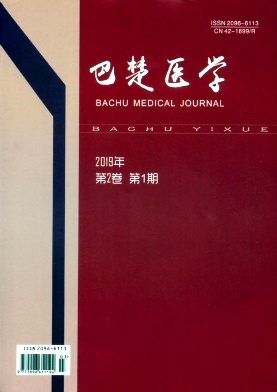 ISSN 2096-6113
CN 42-1899/R
巴楚医学
BACHU MEDICAL JOURNAL
BACHU YIXUE
2019年
第2卷 第1期
ISSN 2096-6113